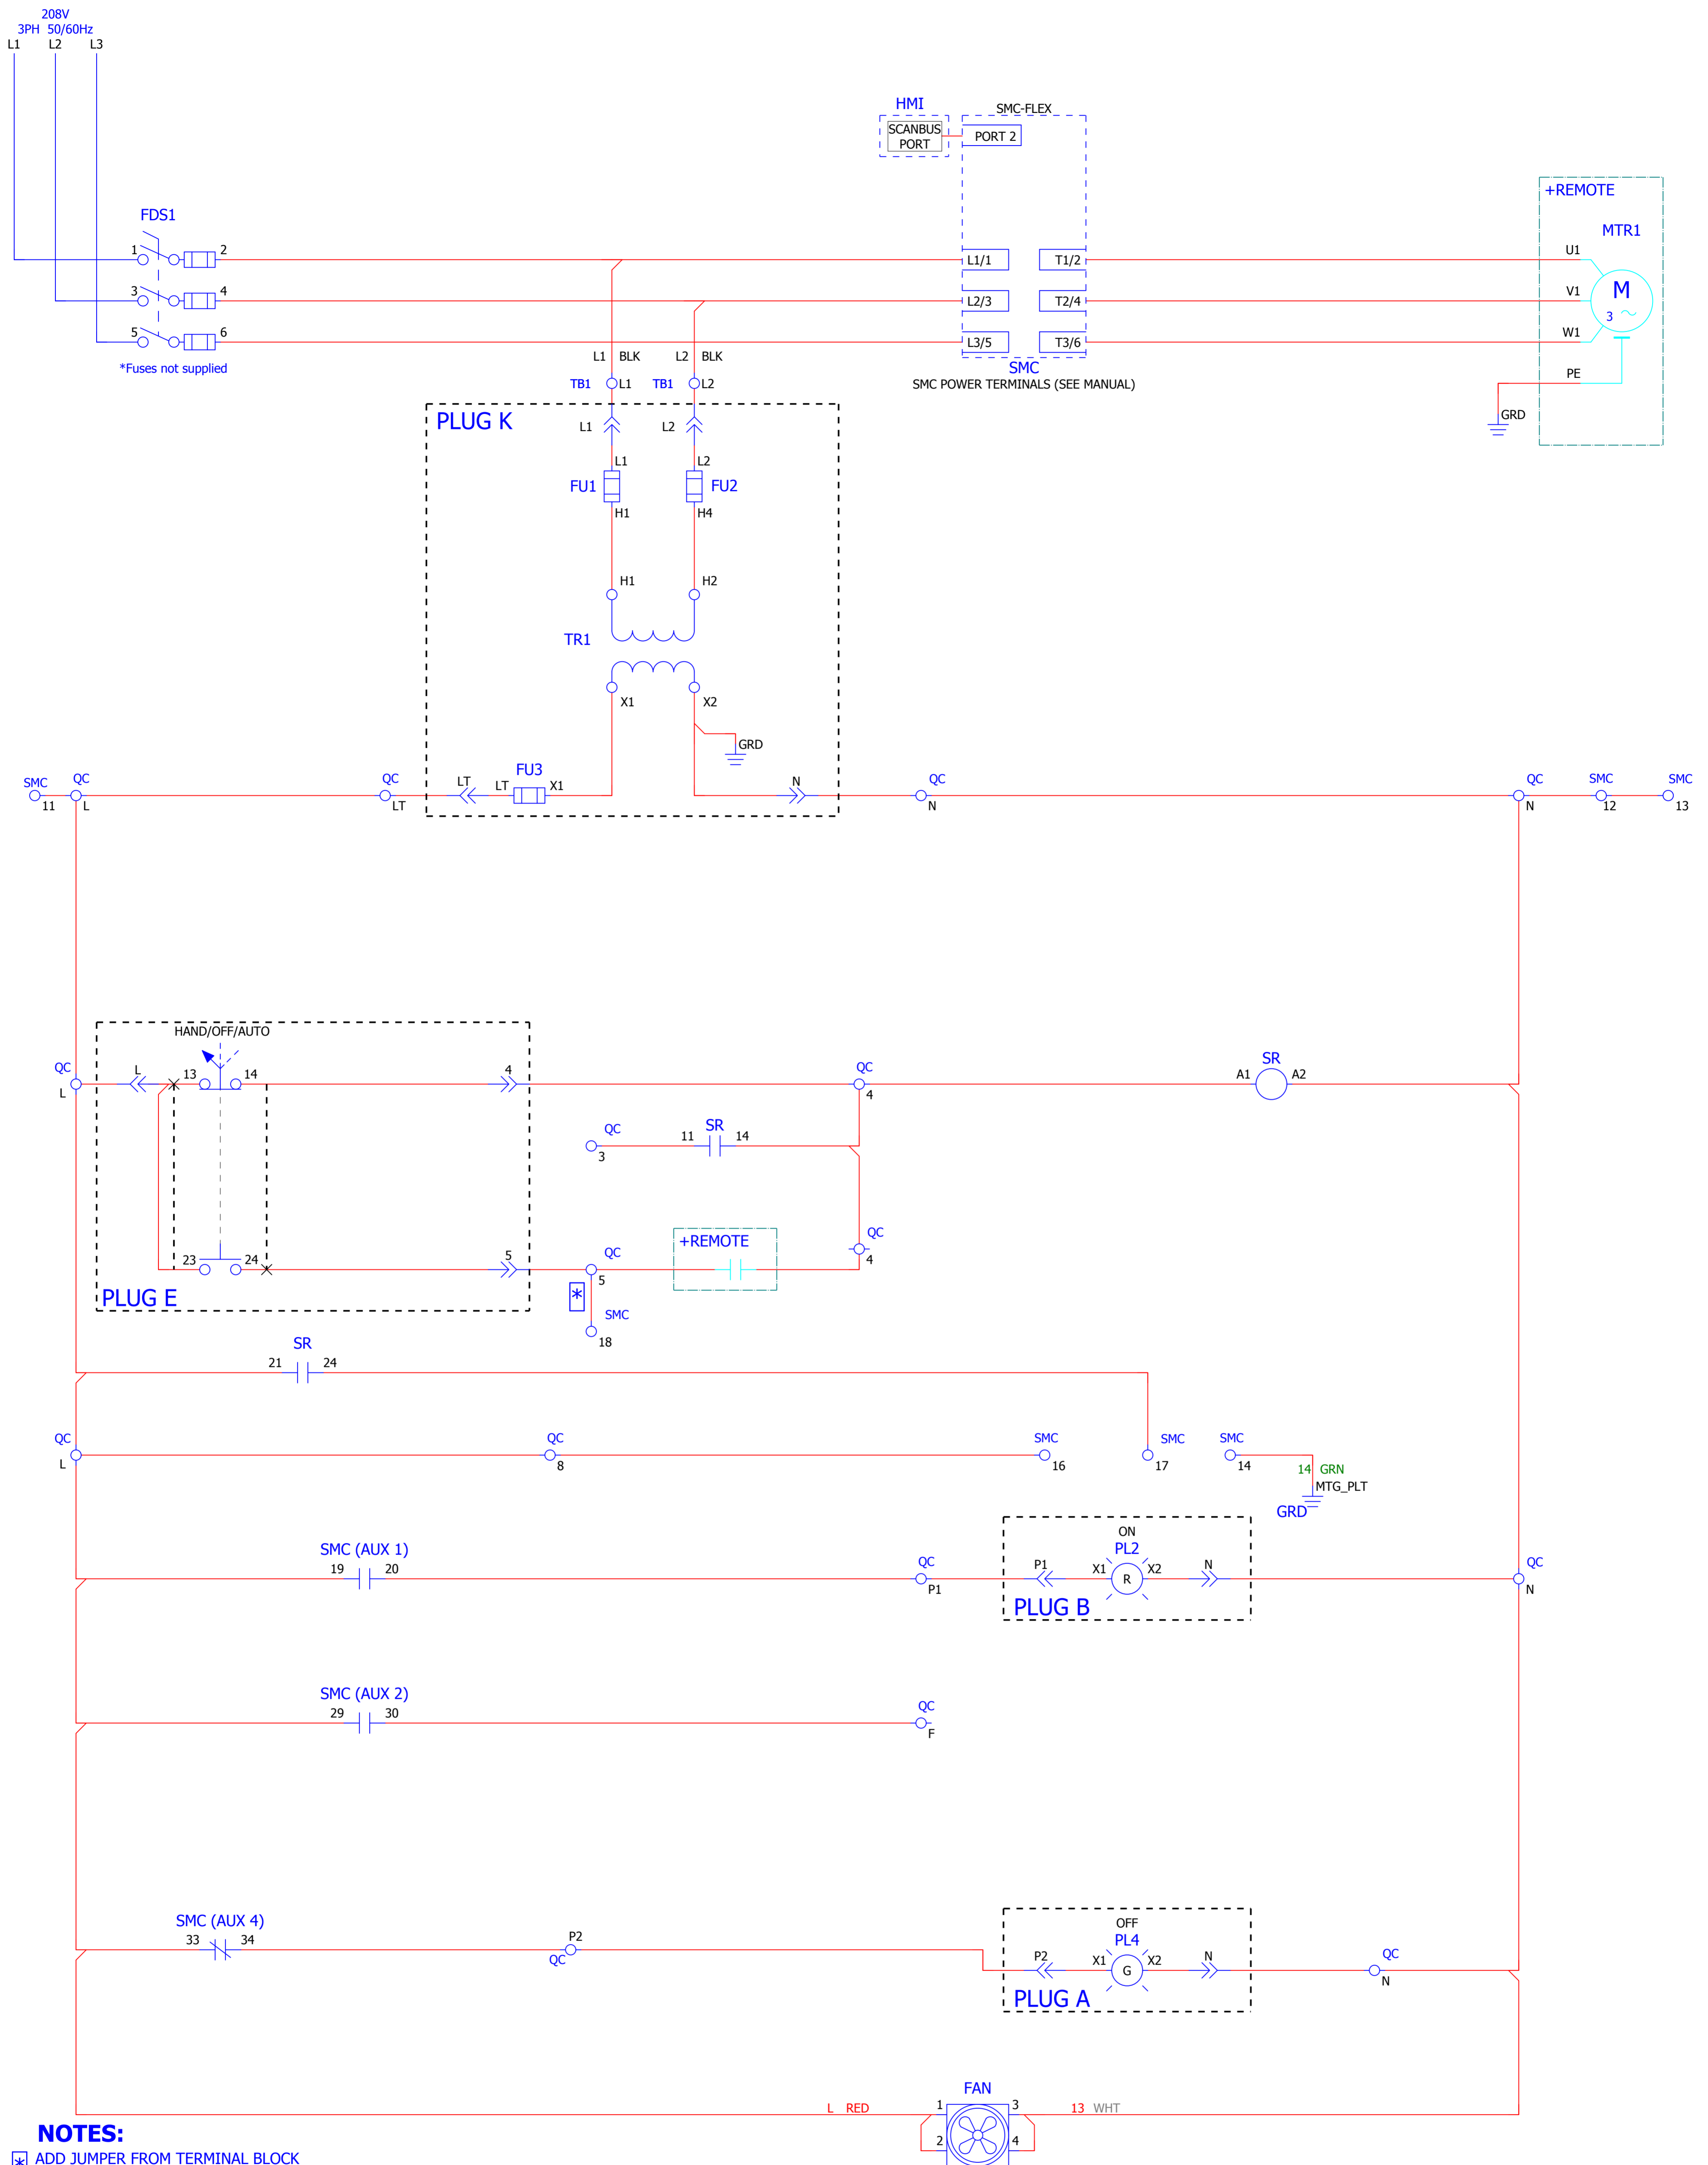 208V
3PH 50/60Hz
L1 L2 L3
HMI
SMC-FLEX
SCANBUS
PORT
PORT 2
+REMOTE
FDS1
MTR1
1 2 L1/1 T1/2 U1
3 4 L2/3 T2/4 V1
M
3
5 6 L3/5 T3/6 W1
*Fuses not supplied
L1 BLK L2 BLK
SMC
PE
TB1 L1 TB1 L2
SMC POWER TERMINALS (SEE MANUAL)
GRD
PLUG K
L1 L2
L1 L2
FU1 FU2
H1 H4
H1 H2
TR1
X1 X2
GRD
SMC QC QC LT LT FU3 X1 N QC QC SMC SMC
11 L LT N N 12 13
HAND/OFF/AUTO
QC L 13 14 4 QC A1 SR A2
L 4
QC 11 SR 14
3
+REMOTE
QC
4
23 24 5 QC
5
PLUG E
*
SMC
18
SR
21 24
QC QC SMC SMC SMC
L 8 16 17 14
14 GRN
MTG_PLT
GRD
ON
SMC (AUX 1) PL2
19 20 QC P1 X1 R X2 N QC
P1 N
PLUG B
SMC (AUX 2)
29 30 QC
F
OFF
SMC (AUX 4) PL4
33 34 P2
QC
P2 X1 G X2 N QC
N
PLUG A
FAN
L RED 1 3 13 WHT
2 4
NOTES:
* ADD JUMPER FROM TERMINAL BLOCK